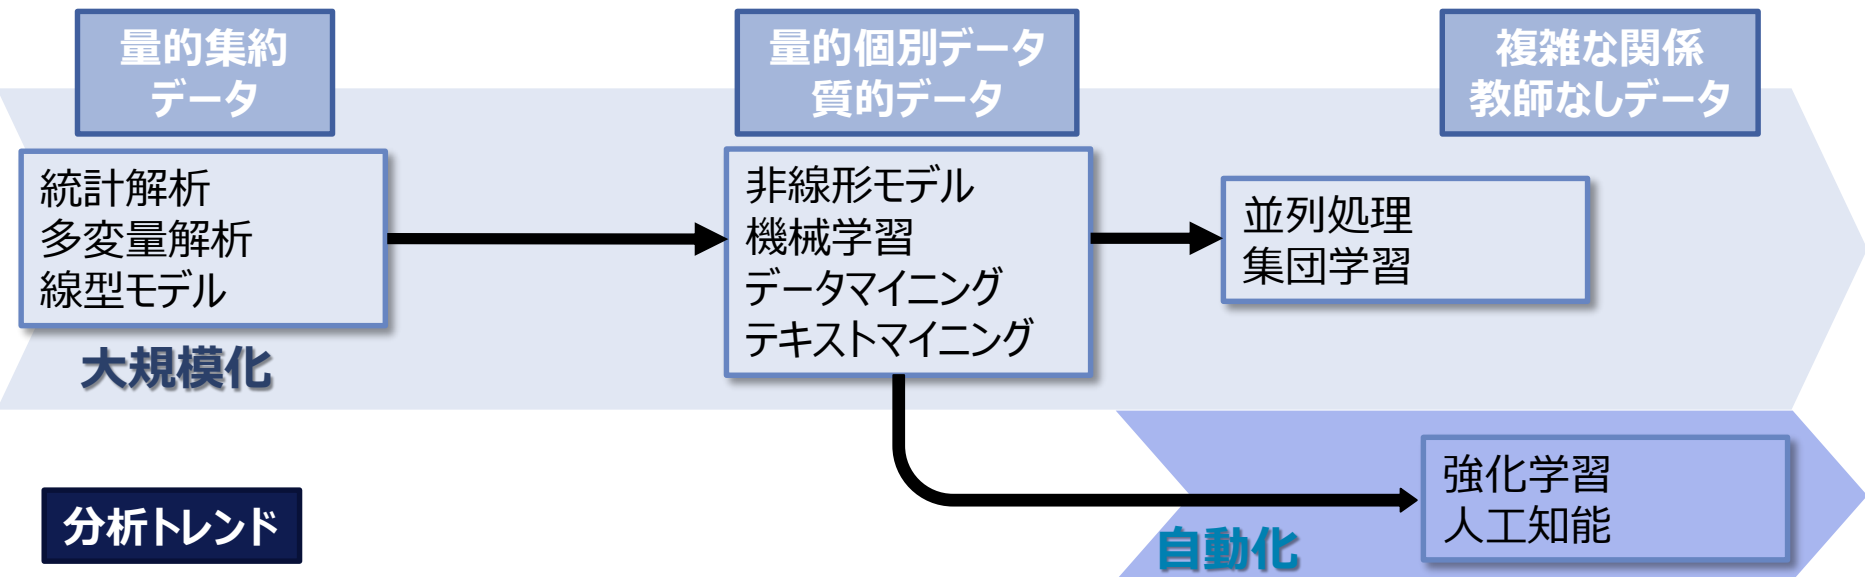 量的集約
データ
量的個別データ
質的データ
複雑な関係
教師なしデータ
統計解析
多変量解析
線型モデル
非線形モデル
機械学習
データマイニング
テキストマイニング
並列処理
集団学習
大規模化
強化学習
人工知能
分析トレンド
自動化